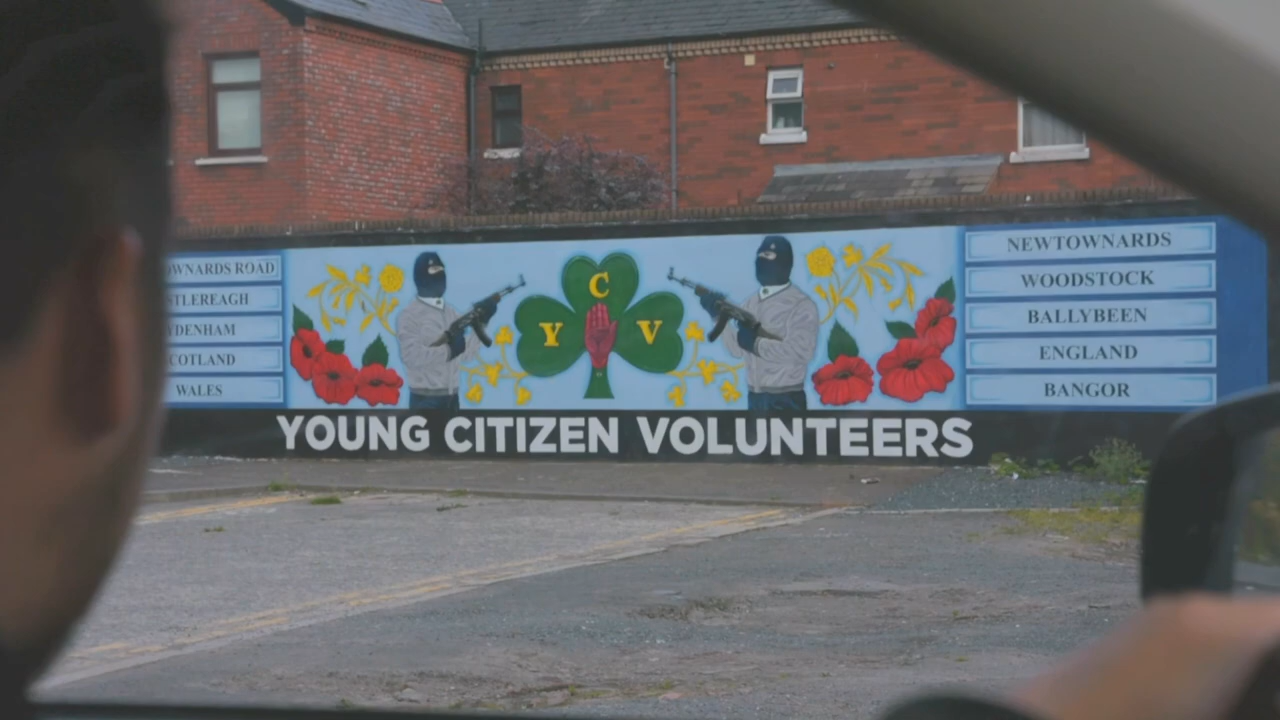 OWNARDS ROAD
STLEREAGH
YDENHAM
COTLAND
WALES
C
Y V
NEWTOWNARDS
WOODSTOCK
BALLYBEEN
ENGLAND
BANGOR
YOUNG CITIZEN VOLUNTEERS